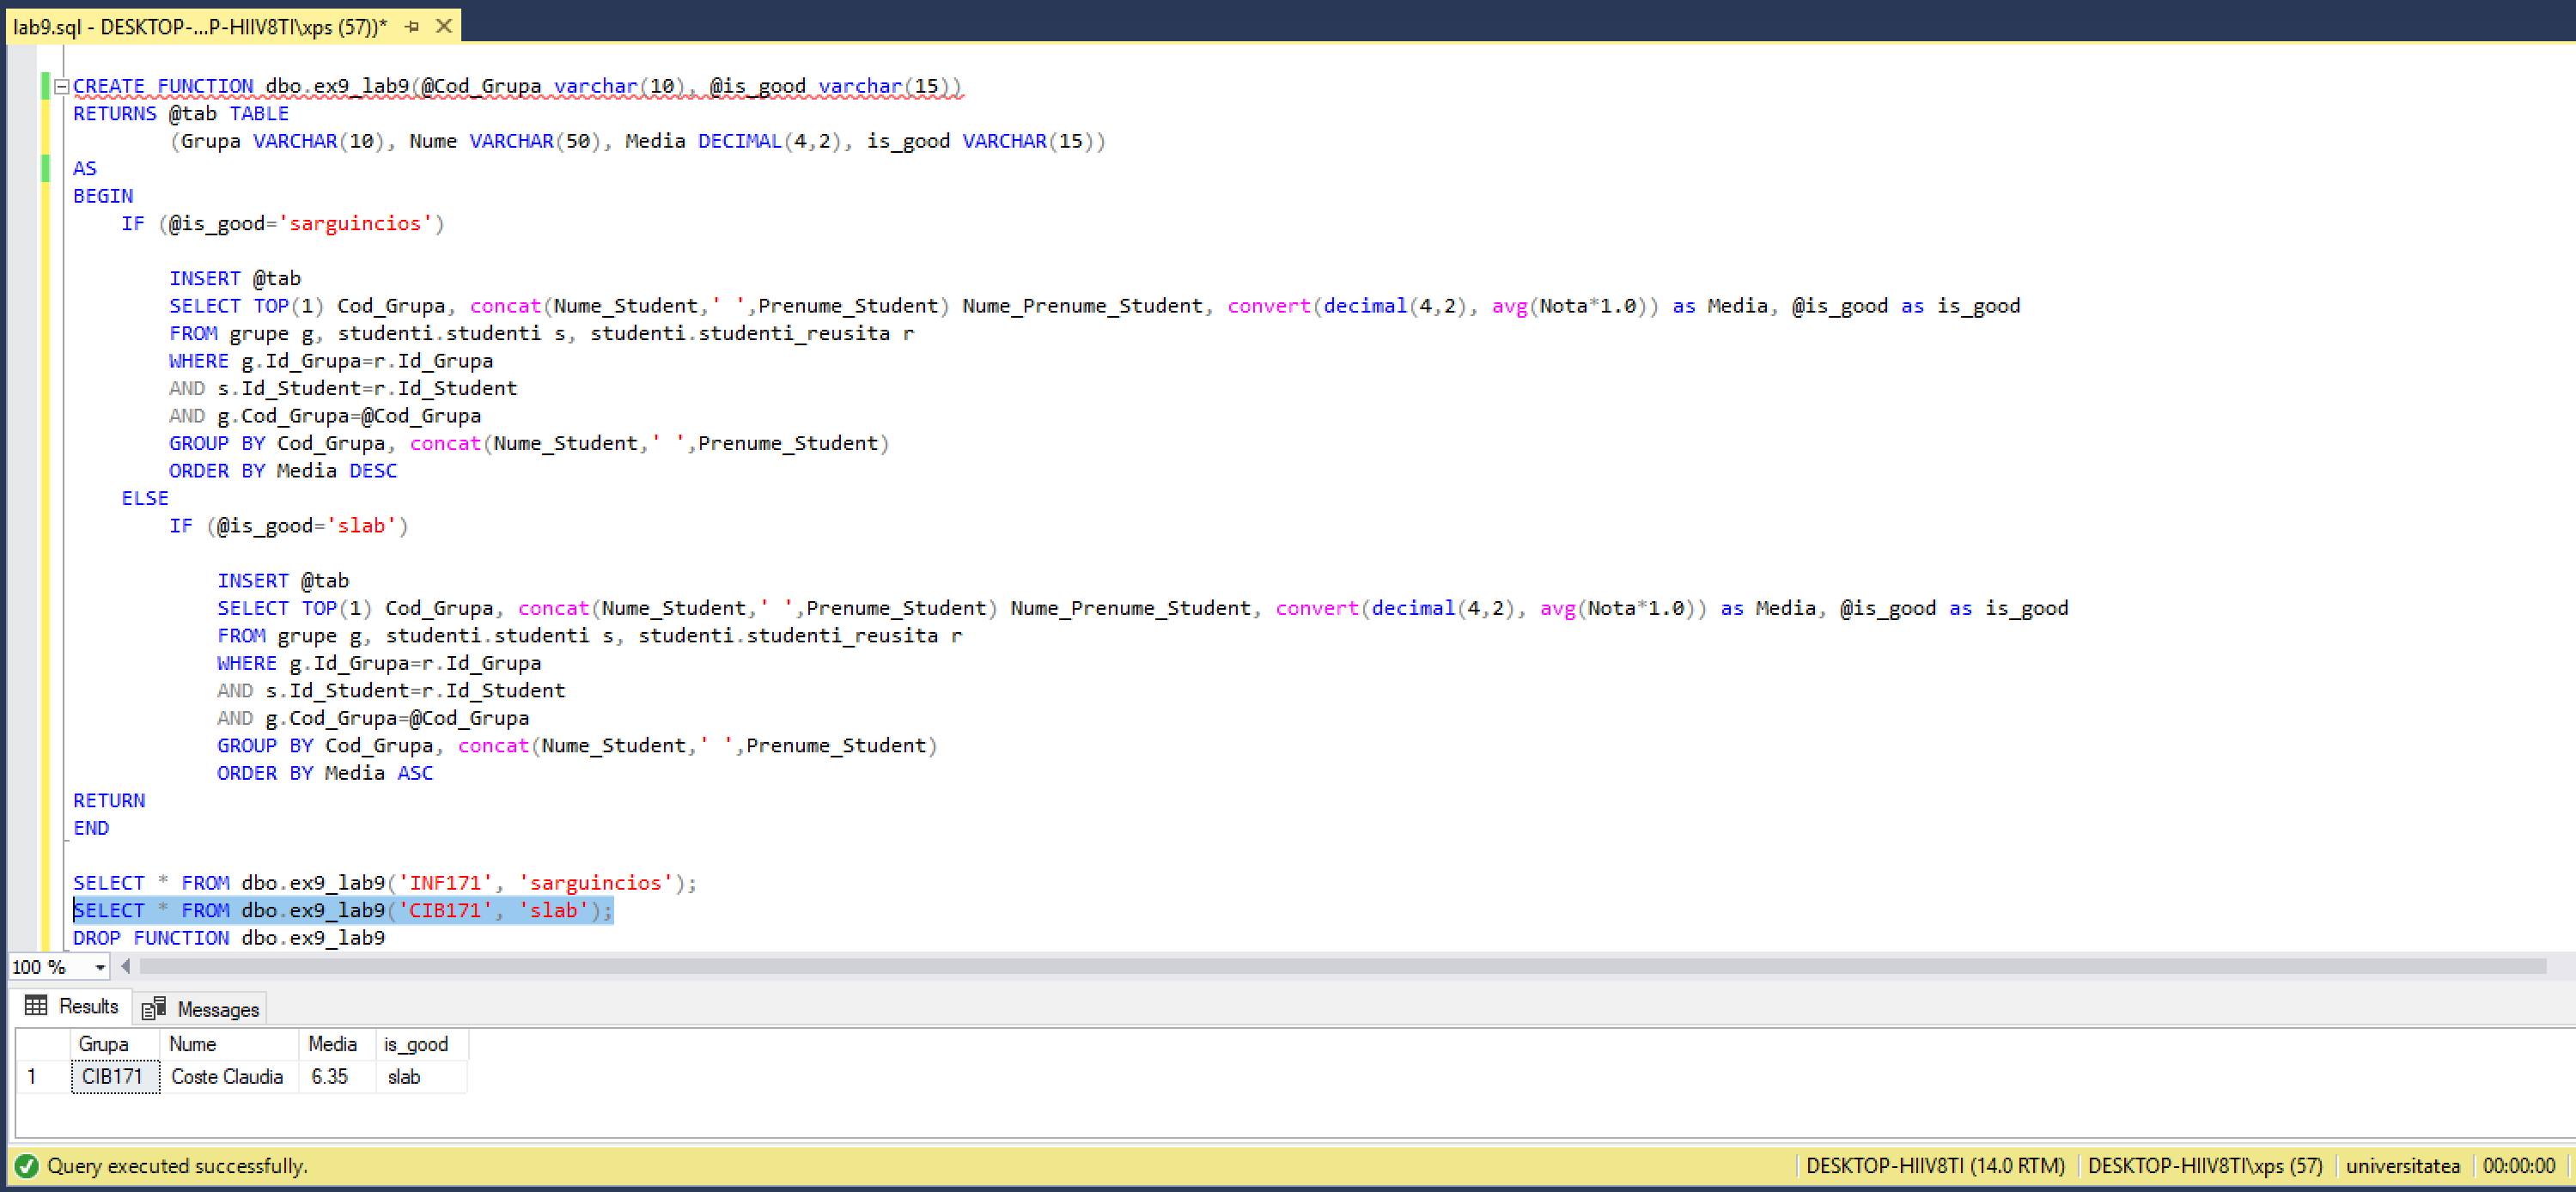 lab9.sql - DESKTOP-...P-HIIV8TI\xps (57))*
CREATE FUNCTION dbo.ex9_lab9(@Cod_Grupa varchar(10), @is_good varchar(15))
RETURNS @tab TABLE
(Grupa VARCHAR(10), Nume VARCHAR(50), Media DECIMAL(4,2), is_good VARCHAR(15))
AS
BEGIN
IF (@is_good='sarguincios')
INSERT @tab
SELECT TOP(1) Cod_Grupa, concat(Nume_Student,' ',Prenume_Student) Nume_Prenume_Student, convert(decimal(4,2), avg(Nota*1.0)) as Media, @is_good as is_good
FROM grupe g, studenti.studenti s, studenti.studenti_reusita r
WHERE g.Id_Grupa=r.Id_Grupa
AND s.Id_Student=r.Id_Student
AND g.Cod_Grupa=@Cod_Grupa
GROUP BY Cod_Grupa, concat(Nume_Student,' ',Prenume_Student)
ORDER BY Media DESC
ELSE
IF (@is_good='slab')
INSERT @tab
SELECT TOP(1) Cod_Grupa, concat(Nume_Student,' ',Prenume_Student) Nume_Prenume_Student, convert(decimal(4,2), avg(Nota*1.0)) as Media, @is_good as is_good
FROM grupe g, studenti.studenti s, studenti.studenti_reusita r
WHERE g.Id_Grupa=r.Id_Grupa
AND s.Id_Student=r.Id_Student
AND g.Cod_Grupa=@Cod_Grupa
GROUP BY Cod_Grupa, concat(Nume_Student,' ',Prenume_Student)
ORDER BY Media ASC
RETURN
END
SELECT * FROM dbo.ex9_lab9('INF171', 'sarguincios');
SELECT * FROM dbo.ex9_lab9('CIB171', 'slab');
DROP FUNCTION dbo.ex9_lab9
100 %
Results Messages
Grupa Nume Media is_good
1 CIB171 Coste Claudia 6.35 slab
Query executed successfully. DESKTOP-HIIV8TI (14.0 RTM) DESKTOP-HIIV8TI\xps (57) universitatea 00:00:00